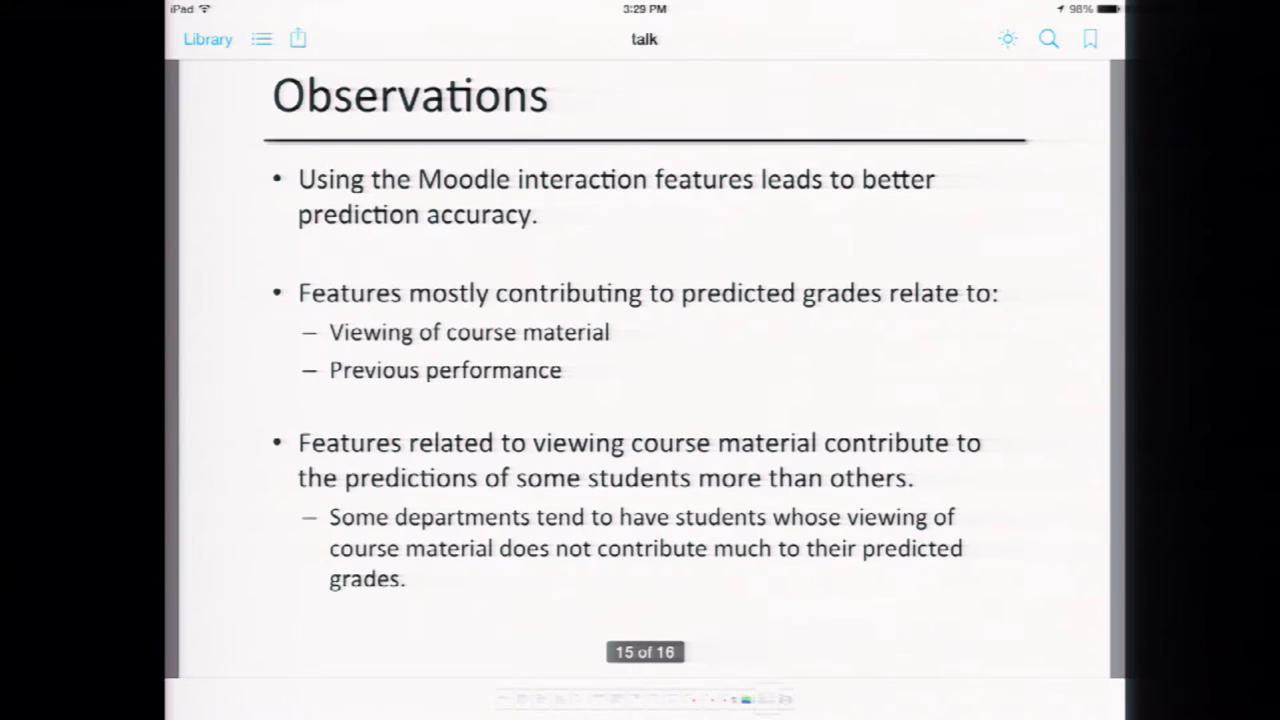 iPad 3:29 PM 98%
Library talk
Observations
• Using the Moodle interaction features leads to better
prediction accuracy.
• Features mostly contributing to predicted grades relate to:
– Viewing of course material
– Previous performance
• Features related to viewing course material contribute to
the predictions of some students more than others.
– Some departments tend to have students whose viewing of
course material does not contribute much to their predicted
grades.
15 of 16